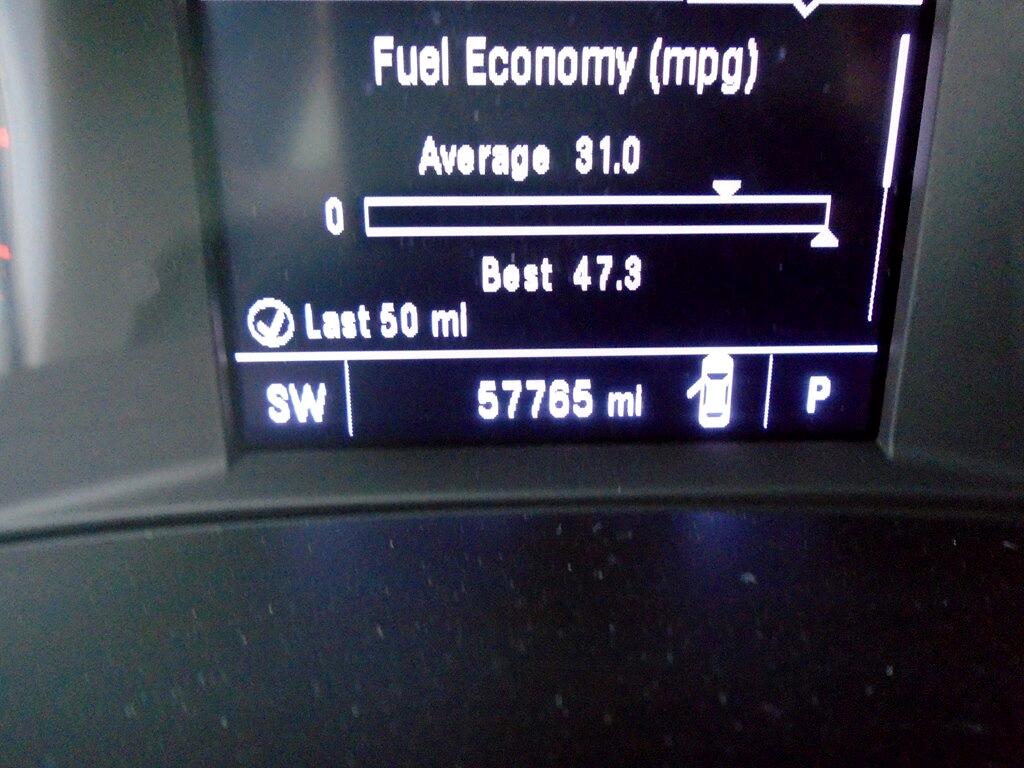 Fuel Economy (mpg)
Average 31.0
0
Best 47.3
Last 50 mi
SW 57765 mi P